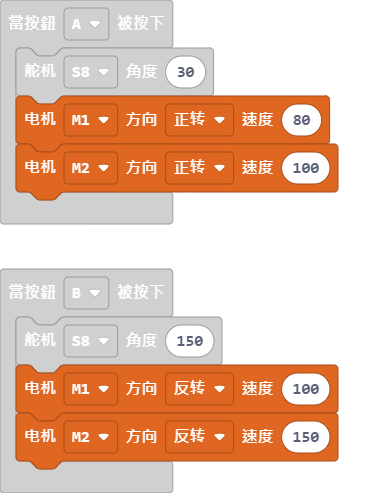 當按鈕 A 被按下
舵机 S8 角度 30
电机 M1 方向 正转 速度 80
电机 M2 方向 正转 速度 100
當按鈕 B 被按下
舵机 S8 角度 150
电机 M1 方向 反转 速度 100
电机 M2 方向 反转 速度 150